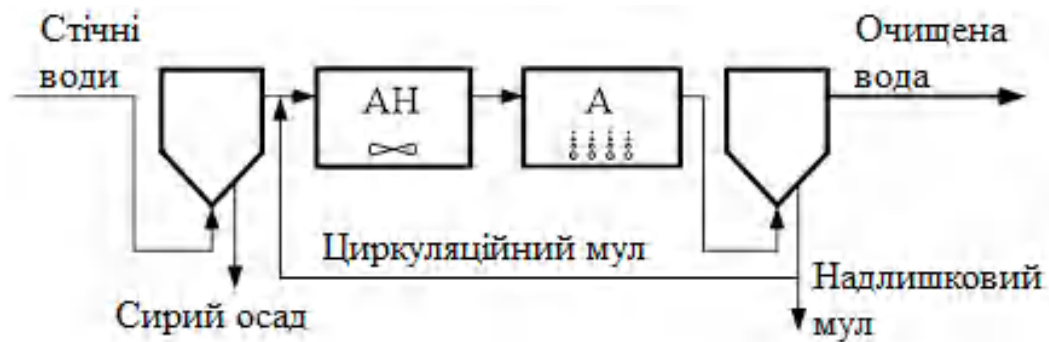 Стічні
води
Очищена
вода
АН
А
Циркуляційний мул
Надлишковий
мул
Сирий осад